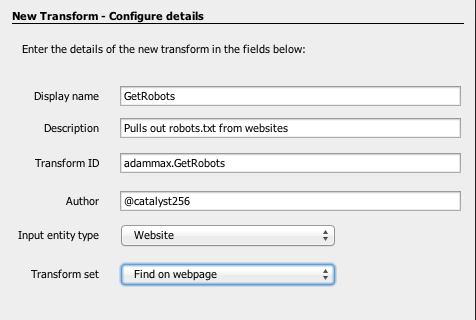 New Transform - Configure details
Enter the details of the new transform in the fields below:
Display name GetRobots
Description Pulls out robots.txt from websites
Transform ID adammax.GetRobots
Author @catalyst256
Input entity type Website
Transform set Find on webpage